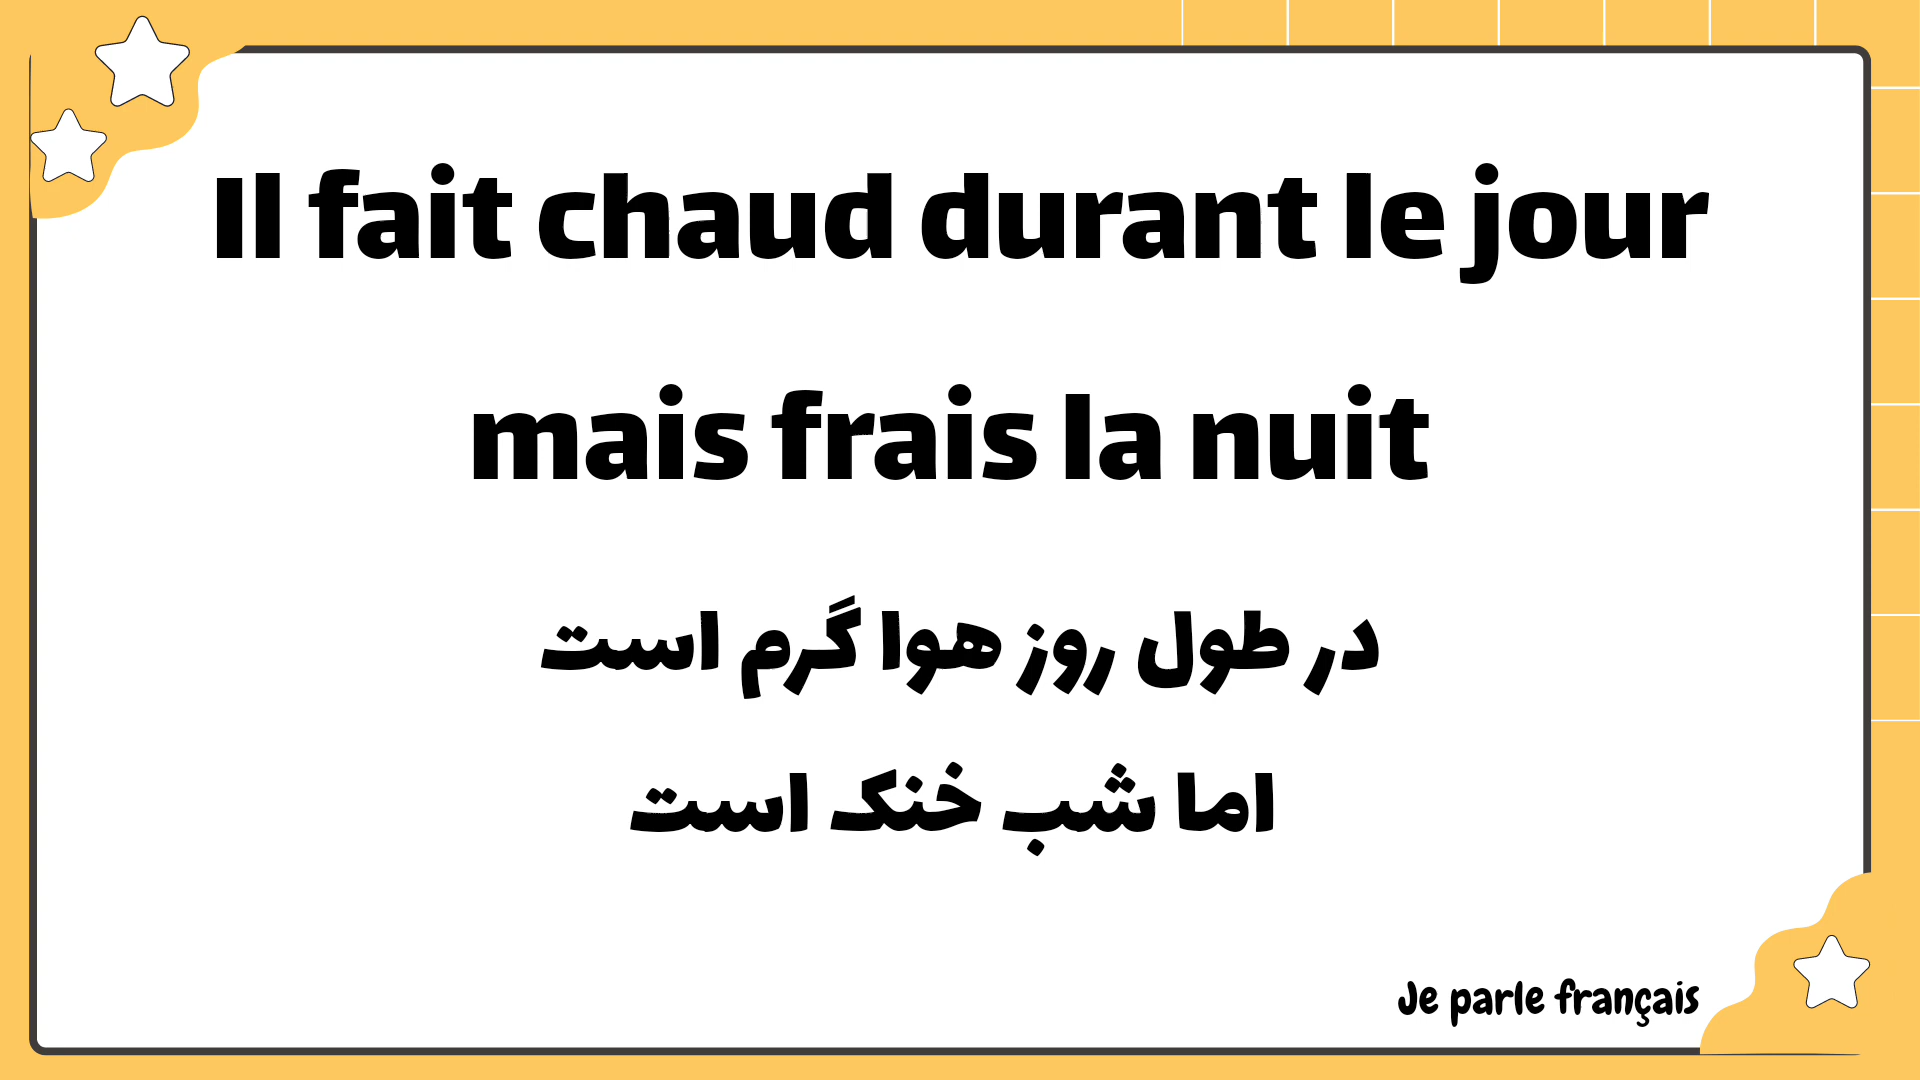 Il fait chaud durant le jour
mais frais la nuit
در طول روز هوا گرم است
اما شب خنک است
Je parle français